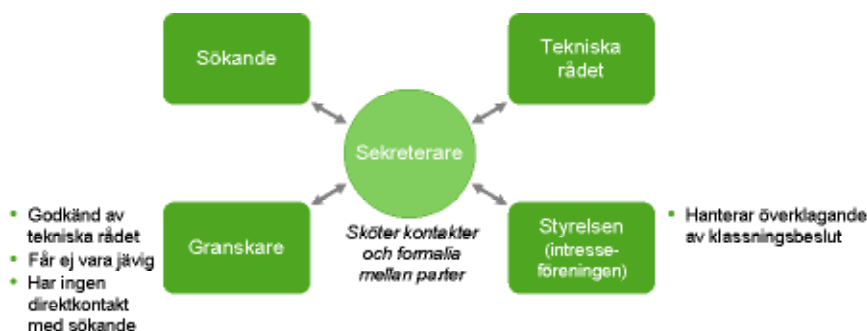 Sökande
Tekniska
rådet
Sekreterare
• Godkänd av
tekniska rådet
• Får ej vara jävig
• Har ingen
direktkontakt
med sökande
Granskare
Sköter kontakter
och formalia
mellan parter
Styrelsen
(intresse-
föreningen)
• Hanterar överklagande
av klassningsbeslut